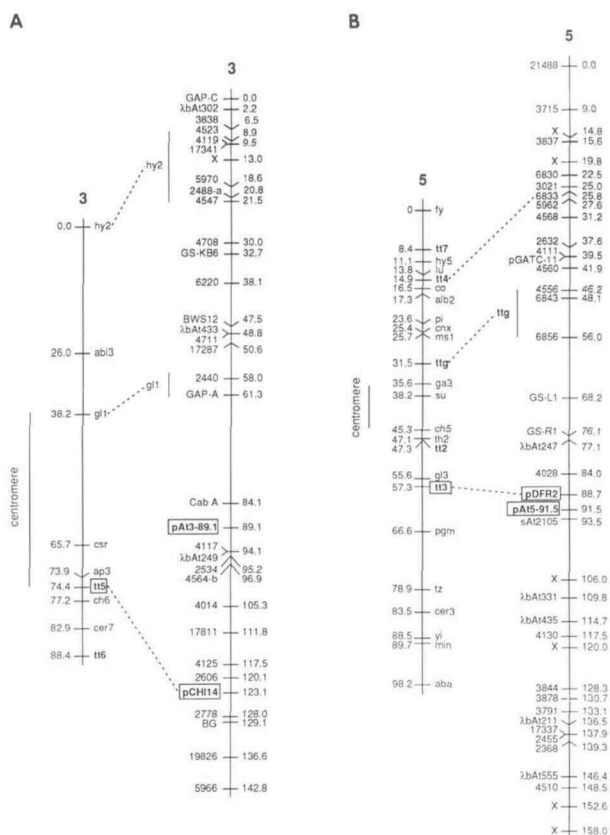 A
3
hy2
gl1
centromere
3
0.0 hy2
26.0 abi3
38.2 gl1
65.7 csr
73.9 ap3
74.4 tt5
77.2 ch6
82.9 cer7
88.4 tt6
3
GAP-C 0.0
λbAt302 2.2
3838 6.5
4523 8.9
4119 9.5
17341
X 13.0
5970 18.6
2488-a 20.8
4547 21.5
4708 30.0
GS-KB6 32.7
6220 38.1
BWS12 47.5
λbAt433 48.8
4711
17287 50.6
2440 58.0
GAP-A 61.3
Cab A 84.1
pAt3-89.1 89.1
4117 94.1
λbAt249
2534 95.2
4564-b 96.9
4014 105.3
17811 111.8
4125 117.5
2606 120.1
pCHI14 123.1
2778 128.0
BG 129.1
19826 136.6
5966 142.8
B
5
0 fy
8.4 tt7
11.1 hy5
13.8 lu
14.9 tt4
16.5 co
17.3 alb2
23.6 pi
25.4 cnx
25.7 ms1
31.5 ttg
35.6 ga3
38.2 su
45.3 ch5
47.1 th2
47.3 tt2
55.6 gl3
57.3 tt3
66.6 pgm
78.9 tz
83.5 cer3
88.5 yi
89.7 min
98.2 aba
centromere
ttg
5
21488 0.0
3715 9.0
X 14.8
3837 15.6
X 19.8
6830 22.5
3021 25.0
6833 25.8
5962 27.6
4568 31.2
2632 37.6
4111
pGATC-11 39.5
4560 41.9
4556 46.2
6843 48.1
6856 56.0
GS-L1 68.2
GS-R1 76.1
λbAt247 77.1
4028 84.0
pDFR2 88.7
pAt5-91.5 91.5
sAt2105 93.5
X 106.0
λbAt331 109.8
λbAt435 114.7
4130 117.5
X 120.0
3844 128.3
3878 130.7
3791 133.1
λbAt211 136.5
17337 137.9
2455
2368 139.3
λbAt555 146.4
4510 148.5
X 152.6
X 158.0